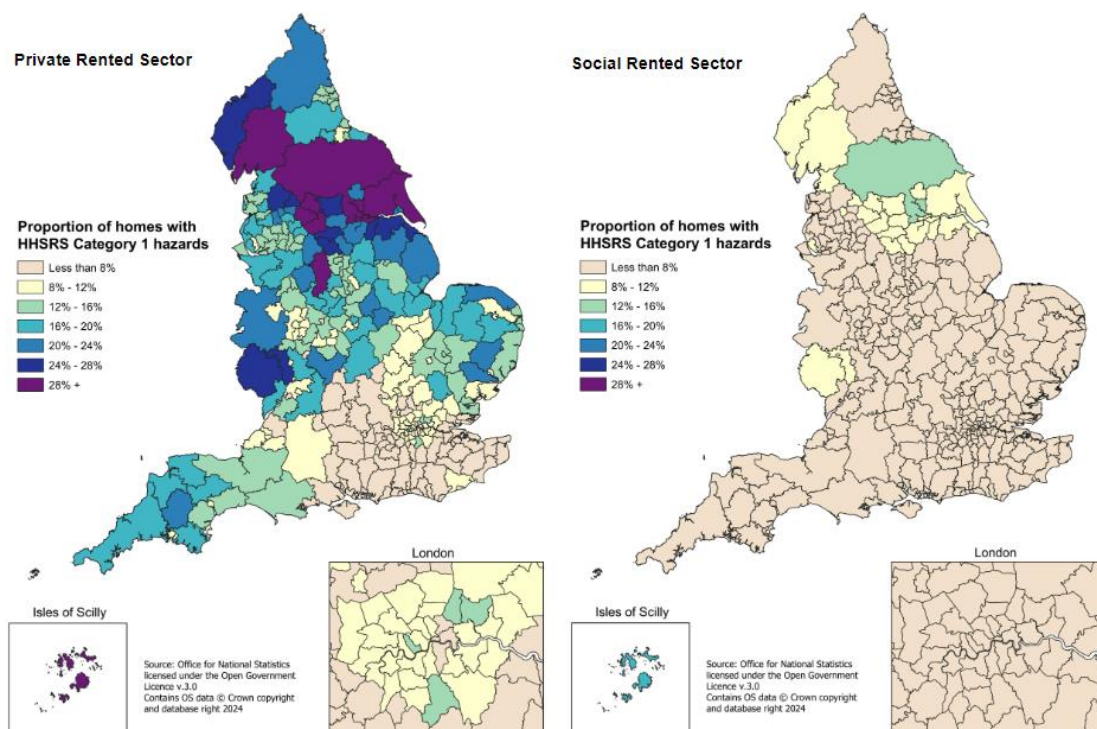 Private Rented Sector
Proportion of homes with
HHSRS Category 1 hazards
Less than 8%
8% - 12%
12% - 16%
16% - 20%
20% - 24%
24% - 28%
28% +
Isles of Scilly
Source: Office for National Statistics
licensed under the Open Government
Licence v.3.0
Contains OS data © Crown copyright
and database right 2024
London
Social Rented Sector
Proportion of homes with
HHSRS Category 1 hazards
Less than 8%
8% - 12%
12% - 16%
16% - 20%
20% - 24%
24% - 28%
28% +
Isles of Scilly
Source: Office for National Statistics
licensed under the Open Government
Licence v.3.0
Contains OS data © Crown copyright
and database right 2024
London